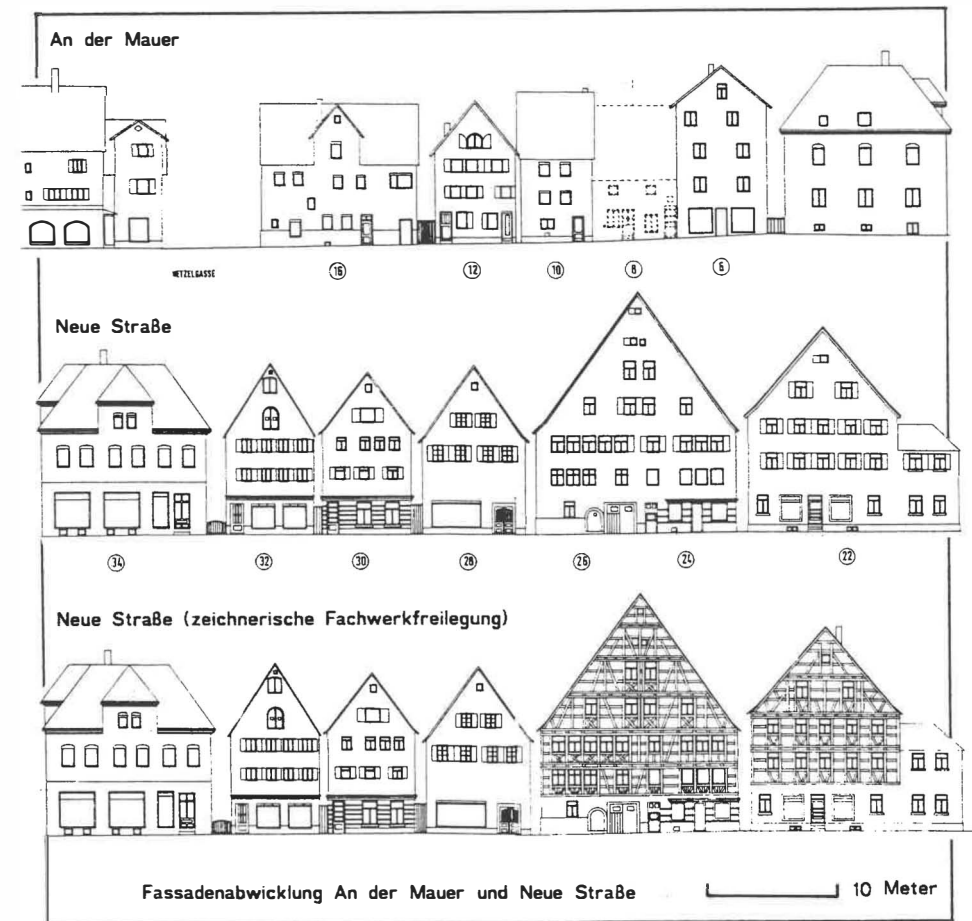 An der Mauer
WETZELGASSE
16 12 10 8 6
Neue Straße
34 32 30 28 26 24 22
Neue Straße (zeichnerische Fachwerkfreilegung)
Fassadenabwicklung An der Mauer und Neue Straße 10 Meter